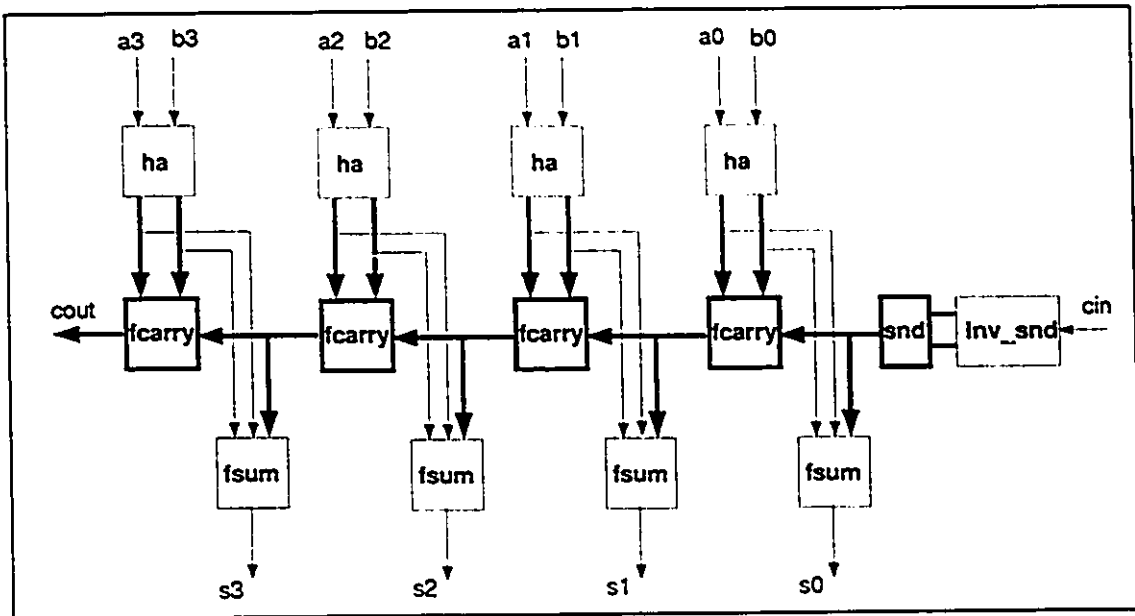 a3 b3 a2 b2 a1 b1 a0 b0
ha ha ha ha
cout fcarry fcarry fcarry fcarry snd Inv_snd cin
fsum fsum fsum fsum
s3 s2 s1 s0